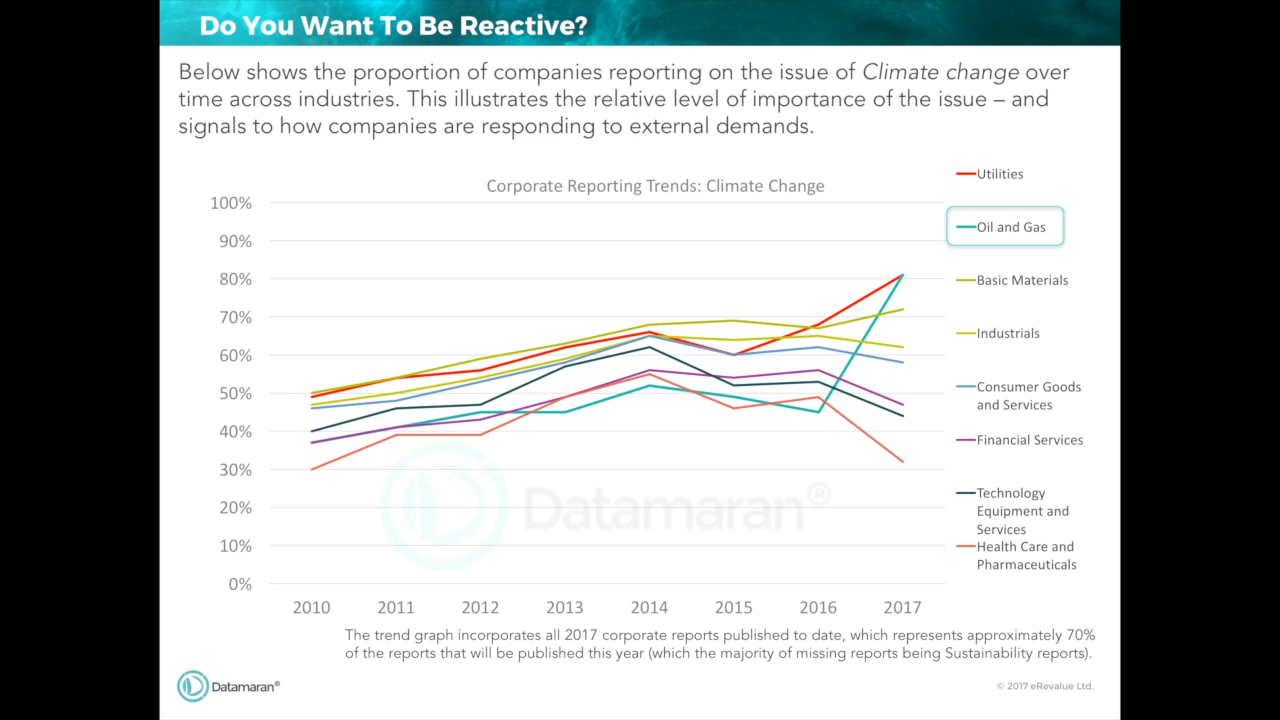 Do You Want To Be Reactive?
Below shows the proportion of companies reporting on the issue of Climate change over
time across industries. This illustrates the relative level of importance of the issue – and
signals to how companies are responding to external demands.
Corporate Reporting Trends: Climate Change
100%
90%
80%
70%
60%
50%
40%
30%
20%
10%
0%
2010 2011 2012 2013 2014 2015 2016 2017
Utilities
Oil and Gas
Basic Materials
Industrials
Consumer Goods
and Services
Financial Services
Technology
Equipment and
Services
Health Care and
Pharmaceuticals
Datamaran®
The trend graph incorporates all 2017 corporate reports published to date, which represents approximately 70%
of the reports that will be published this year (which the majority of missing reports being Sustainability reports).
Datamaran®
© 2017 eRevalue Ltd.